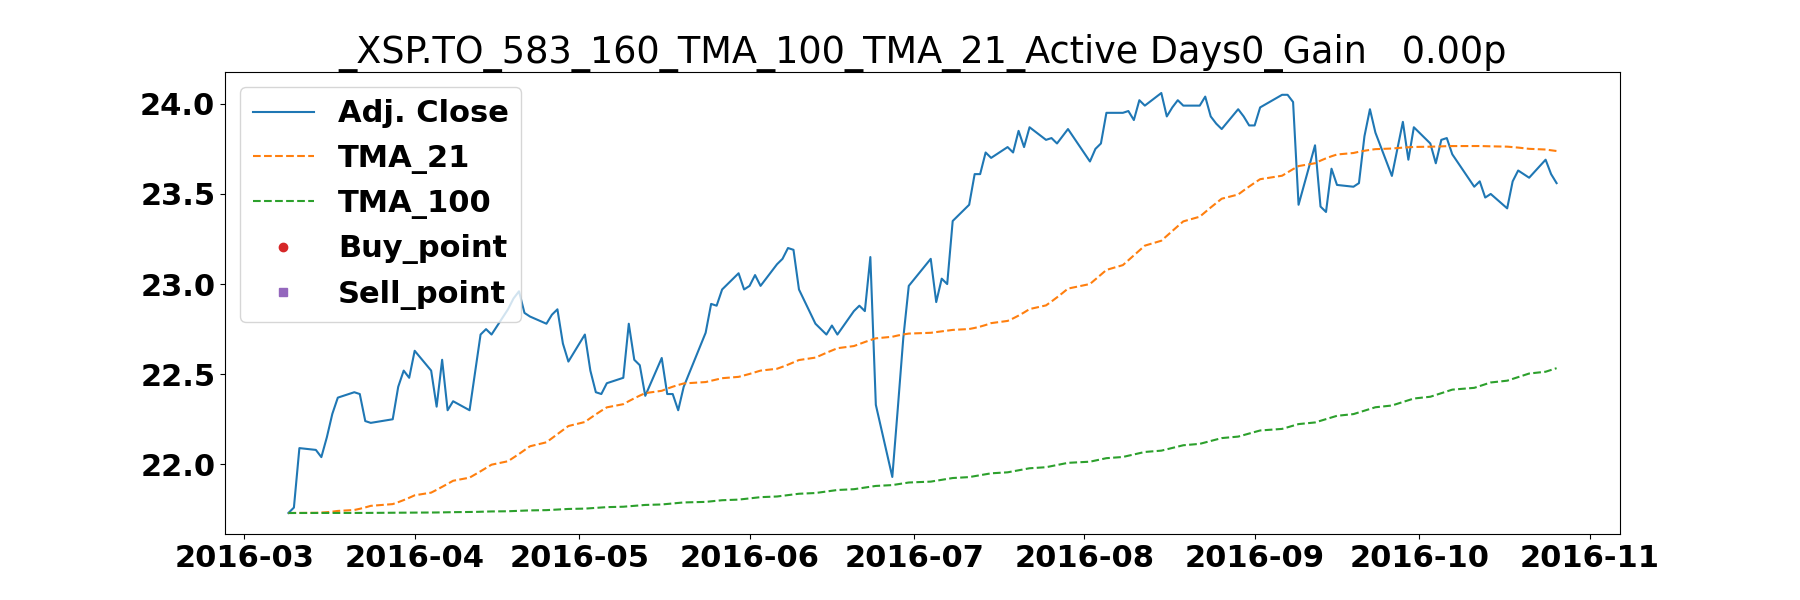 _XSP.TO_583_160_TMA_100_TMA_21_Active Days0_Gain   0.00p
24.0
23.5
23.0
22.5
22.0
Adj. Close
TMA_21
TMA_100
Buy_point
Sell_point
2016-03 2016-04 2016-05 2016-06 2016-07 2016-08 2016-09 2016-10 2016-11